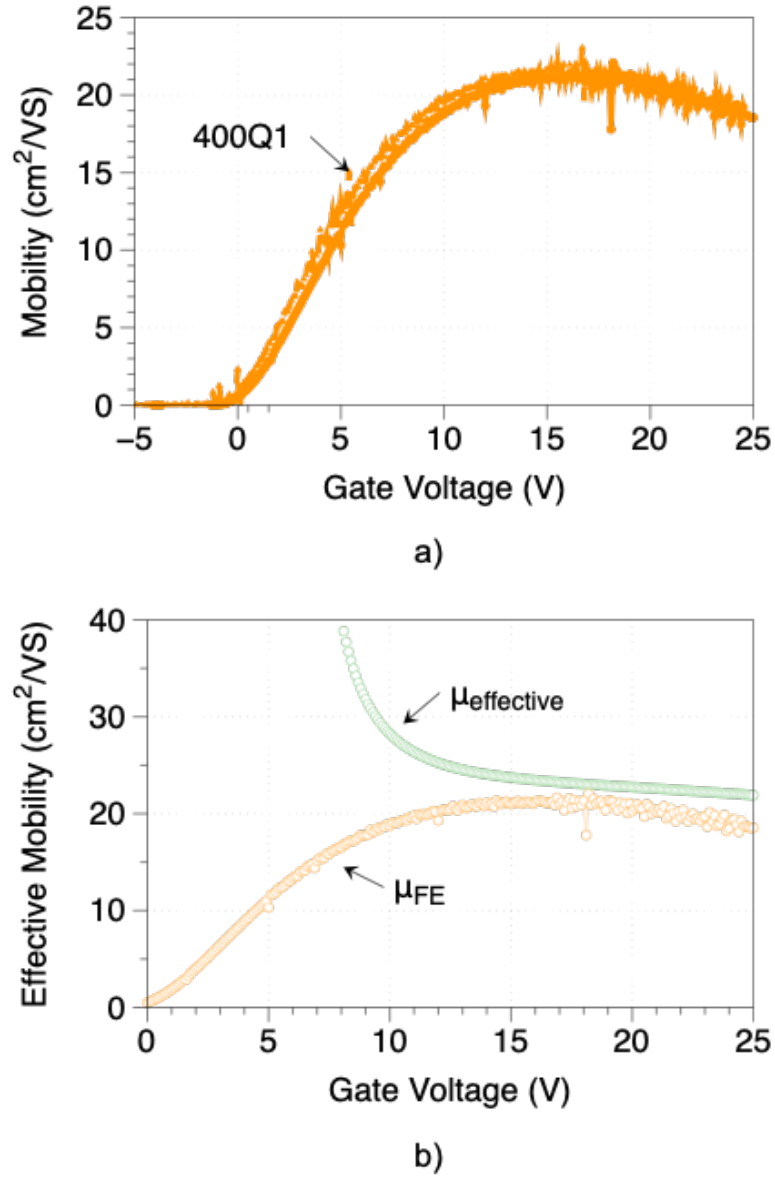 25
20
15
10
5
0
Mobiltiy (cm²/VS)
400Q1
−5 0 5 10 15 20 25
Gate Voltage (V)
a)
40
30
20
10
0
Effective Mobility (cm²/VS)
μeffective
μFE
0 5 10 15 20 25
Gate Voltage (V)
b)